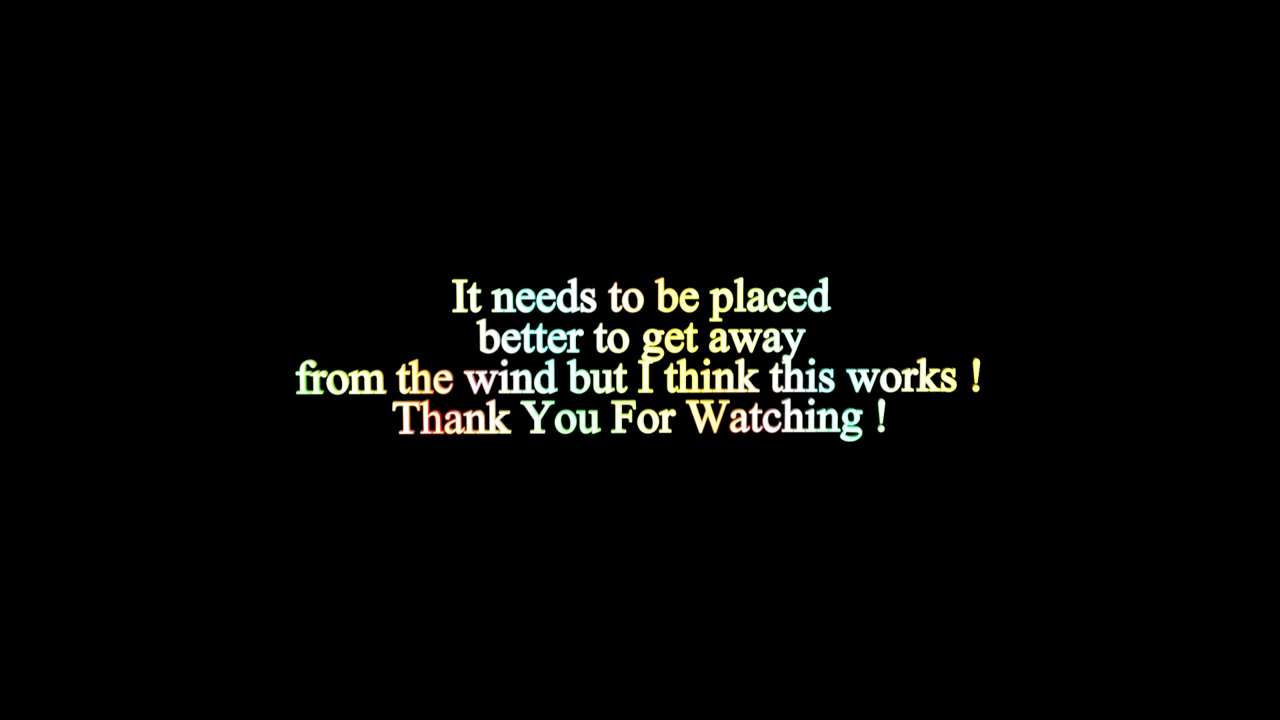 It needs to be placed
better to get away
from the wind but I think this works !
Thank You For Watching !